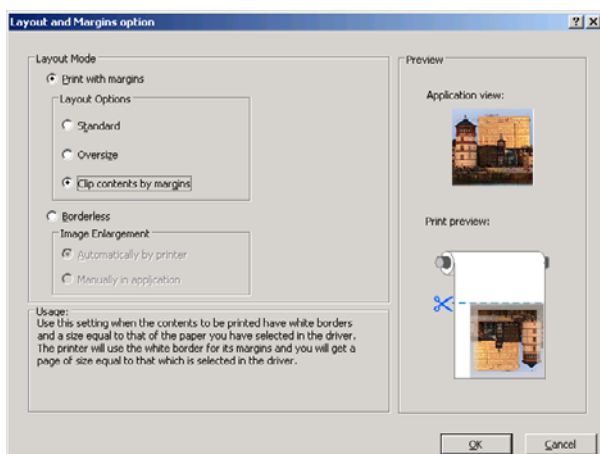 Layout and Margins option
Layout Mode
Print with margins
Layout Options
Standard
Oversize
Clip contents by margins
Borderless
Image Enlargement
Automatically by printer
Manually in application
Usage:
Use this setting when the contents to be printed have white borders
and a size equal to that of the paper you have selected in the driver.
The printer will use the white border for its margins and you will get a
page of size equal to that which is selected in the driver.
Preview
Application view:
Print preview:
OK
Cancel